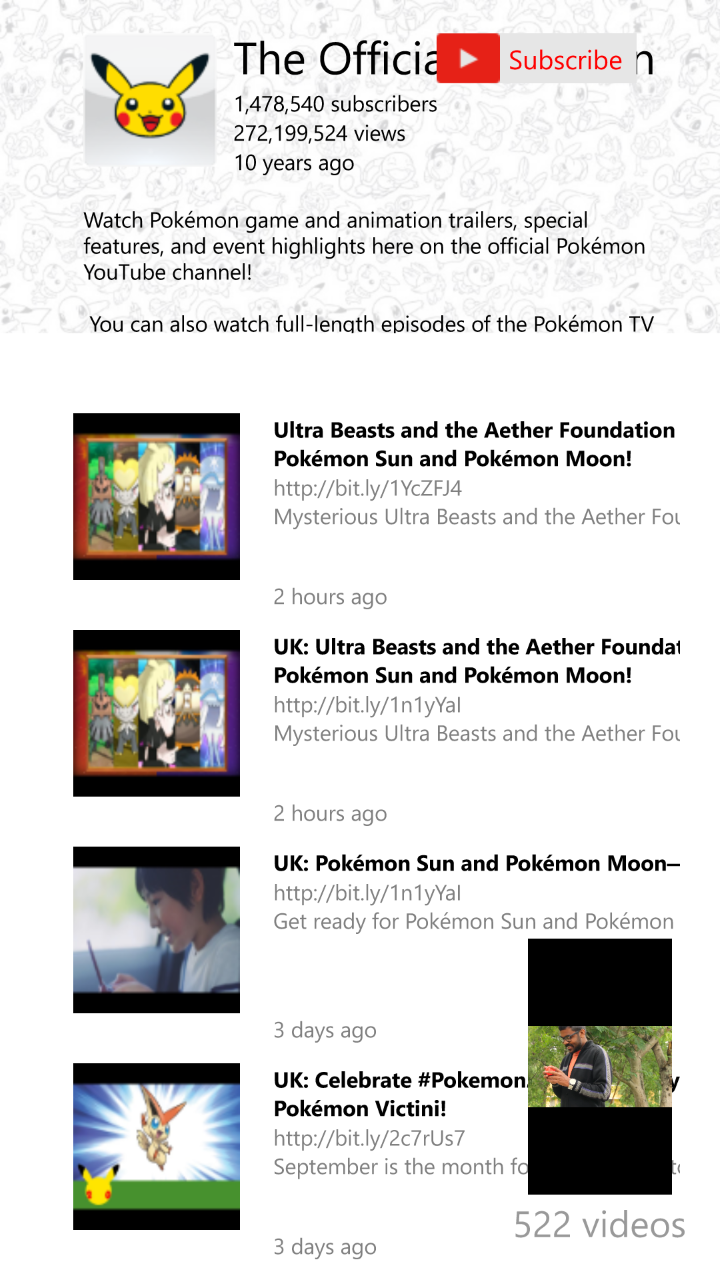 The Officia n
Subscribe
1,478,540 subscribers
272,199,524 views
10 years ago
Watch Pokémon game and animation trailers, special
features, and event highlights here on the official Pokémon
YouTube channel!
You can also watch full-length episodes of the Pokémon TV
Ultra Beasts and the Aether Foundation
Pokémon Sun and Pokémon Moon!
http://bit.ly/1YcZFJ4
Mysterious Ultra Beasts and the Aether Fou
2 hours ago
UK: Ultra Beasts and the Aether Foundat
Pokémon Sun and Pokémon Moon!
http://bit.ly/1n1yYaI
Mysterious Ultra Beasts and the Aether Fou
2 hours ago
UK: Pokémon Sun and Pokémon Moon—
http://bit.ly/1n1yYaI
Get ready for Pokémon Sun and Pokémon
3 days ago
UK: Celebrate #Pokemon y
Pokémon Victini!
http://bit.ly/2c7rUs7
September is the month fo
522 videos
3 days ago